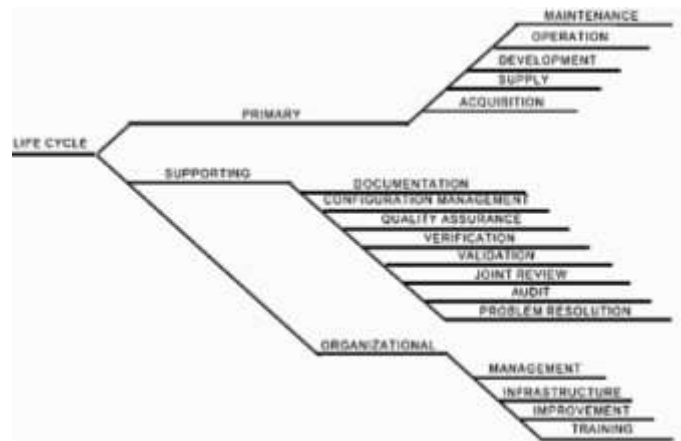 MAINTENANCE
OPERATION
DEVELOPMENT
SUPPLY
ACQUISITION
PRIMARY
LIFE CYCLE
SUPPORTING
DOCUMENTATION
CONFIGURATION MANAGEMENT
QUALITY ASSURANCE
VERIFICATION
VALIDATION
JOINT REVIEW
AUDIT
PROBLEM RESOLUTION
ORGANIZATIONAL
MANAGEMENT
INFRASTRUCTURE
IMPROVEMENT
TRAINING